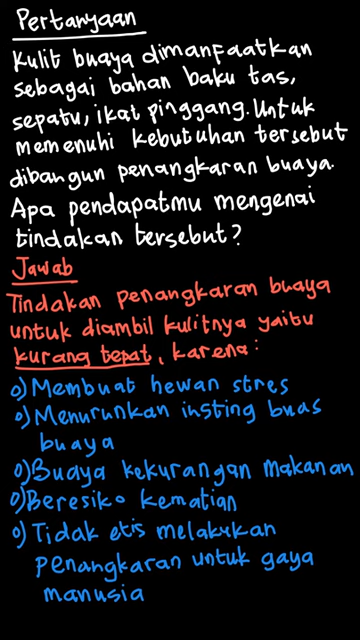 Pertanyaan
Kulit buaya dimanfaatkan
sebagai bahan baku tas,
sepatu, ikat pinggang. Untuk
memenuhi kebutuhan tersebut
dibangun penangkaran buaya.
Apa pendapatmu mengenai
tindakan tersebut?
Jawab
Tindakan penangkaran buaya
untuk diambil kulitnya yaitu
kurang tepat, karena:
o) Membuat hewan stres
o) Menurunkan insting buas
buaya
o) Buaya kekurangan makanan
o) Beresiko kematian
o) Tidak etis melakukan
penangkaran untuk gaya
manusia